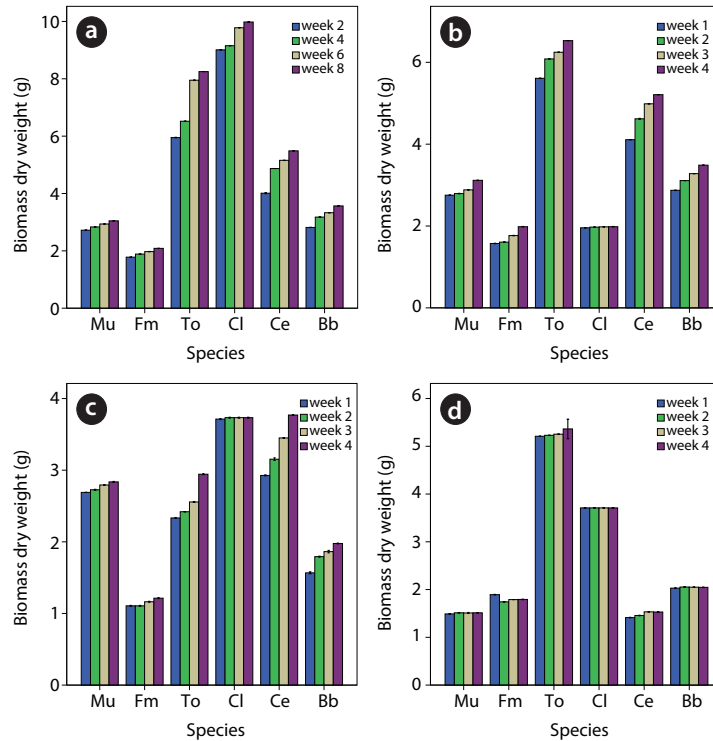 a
week 2
week 4
week 6
week 8
Biomass dry weight (g)
10
8
6
4
2
0
Mu Fm To Cl Ce Bb
Species
b
week 1
week 2
week 3
week 4
Biomass dry weight (g)
6
4
2
0
Mu Fm To Cl Ce Bb
Species
c
week 1
week 2
week 3
week 4
Biomass dry weight (g)
4
3
2
1
0
Mu Fm To Cl Ce Bb
Species
d
week 1
week 2
week 3
week 4
Biomass dry weight (g)
6
5
4
3
2
1
0
Mu Fm To Cl Ce Bb
Species